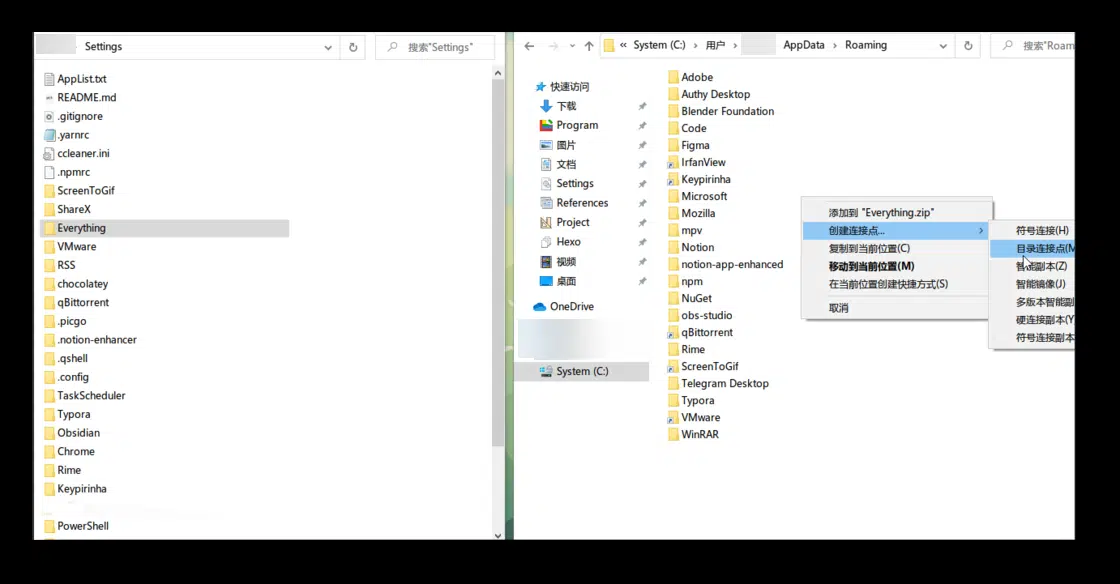 Settings
搜索"Settings"
AppList.txt
README.md
.gitignore
.yarnrc
ccleaner.ini
.npmrc
ScreenToGif
ShareX
Everything
VMware
RSS
chocolatey
qBittorrent
.picgo
.notion-enhancer
.qshell
.config
TaskScheduler
Typora
Obsidian
Chrome
Rime
Keypirinha
PowerShell
« System (C:) › 用户 › AppData › Roaming
搜索"Roam
快速访问
下载
Program
图片
文档
Settings
References
Project
Hexo
视频
桌面
OneDrive
System (C:)
Adobe
Authy Desktop
Blender Foundation
Code
Figma
IrfanView
Keypirinha
Microsoft
Mozilla
mpv
Notion
notion-app-enhanced
npm
NuGet
obs-studio
qBittorrent
Rime
ScreenToGif
Telegram Desktop
Typora
VMware
WinRAR
添加到 "Everything.zip"
创建连接点...
复制到当前位置(C)
移动到当前位置(M)
在当前位置创建快捷方式(S)
取消
符号连接(H)
目录连接点(M
智能副本(Z)
智能镜像(J)
多版本智能副
硬连接副本(Y
符号连接副本